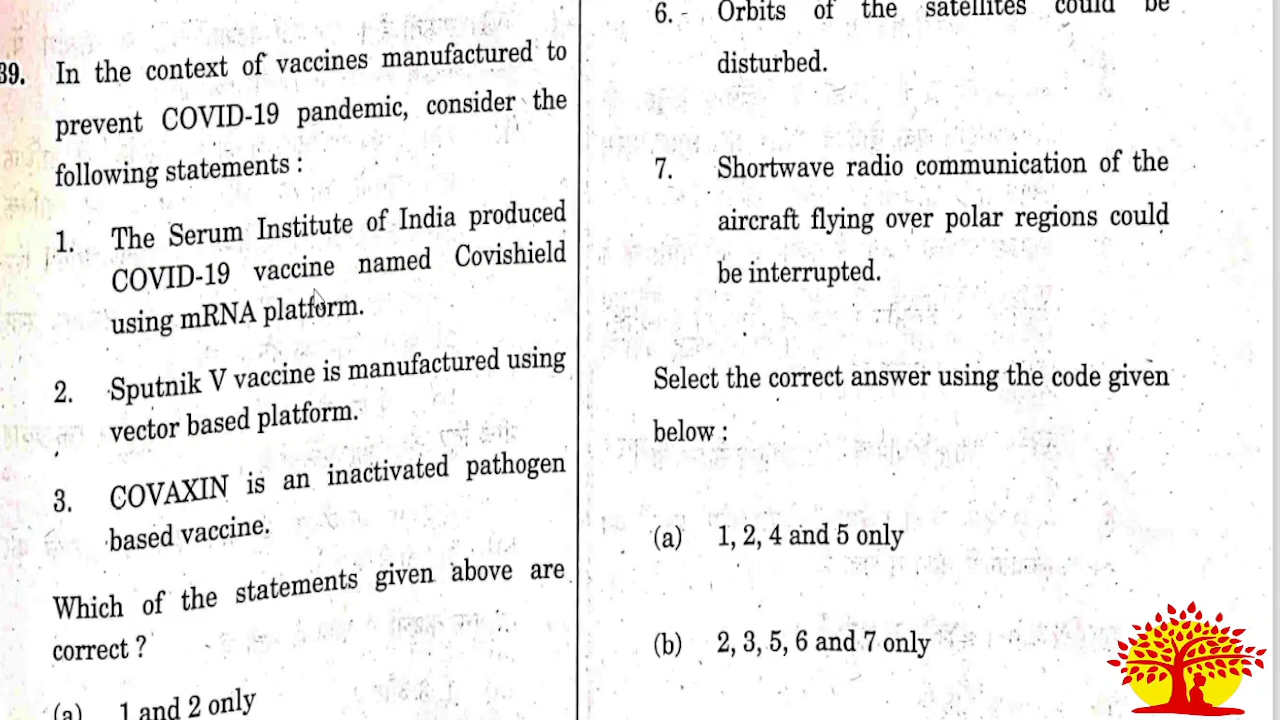 39. In the context of vaccines manufactured to
prevent COVID-19 pandemic, consider the
following statements :
1. The Serum Institute of India produced
COVID-19 vaccine named Covishield
using mRNA platform.
2. Sputnik V vaccine is manufactured using
vector based platform.
3. COVAXIN is an inactivated pathogen
based vaccine.
Which of the statements given above are
correct ?
(a) 1 and 2 only
6. Orbits of the satellites could be
disturbed.
7. Shortwave radio communication of the
aircraft flying over polar regions could
be interrupted.
Select the correct answer using the code given
below :
(a) 1, 2, 4 and 5 only
(b) 2, 3, 5, 6 and 7 only